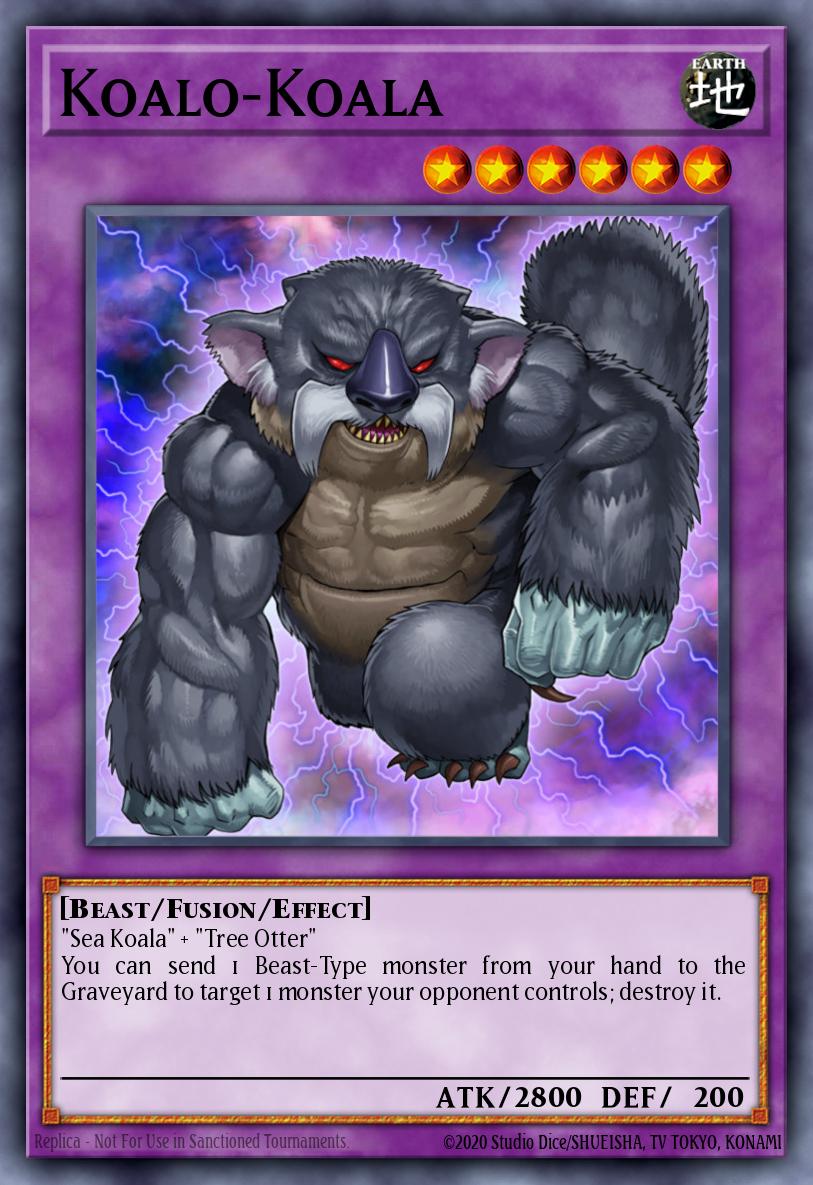 Koalo-Koala
EARTH
地
[Beast/Fusion/Effect]
"Sea Koala" + "Tree Otter"
You can send 1 Beast-Type monster from your hand to the
Graveyard to target 1 monster your opponent controls; destroy it.
ATK/2800 DEF/ 200
Replica - Not For Use in Sanctioned Tournaments.
©2020 Studio Dice/SHUEISHA, TV TOKYO, KONAMI